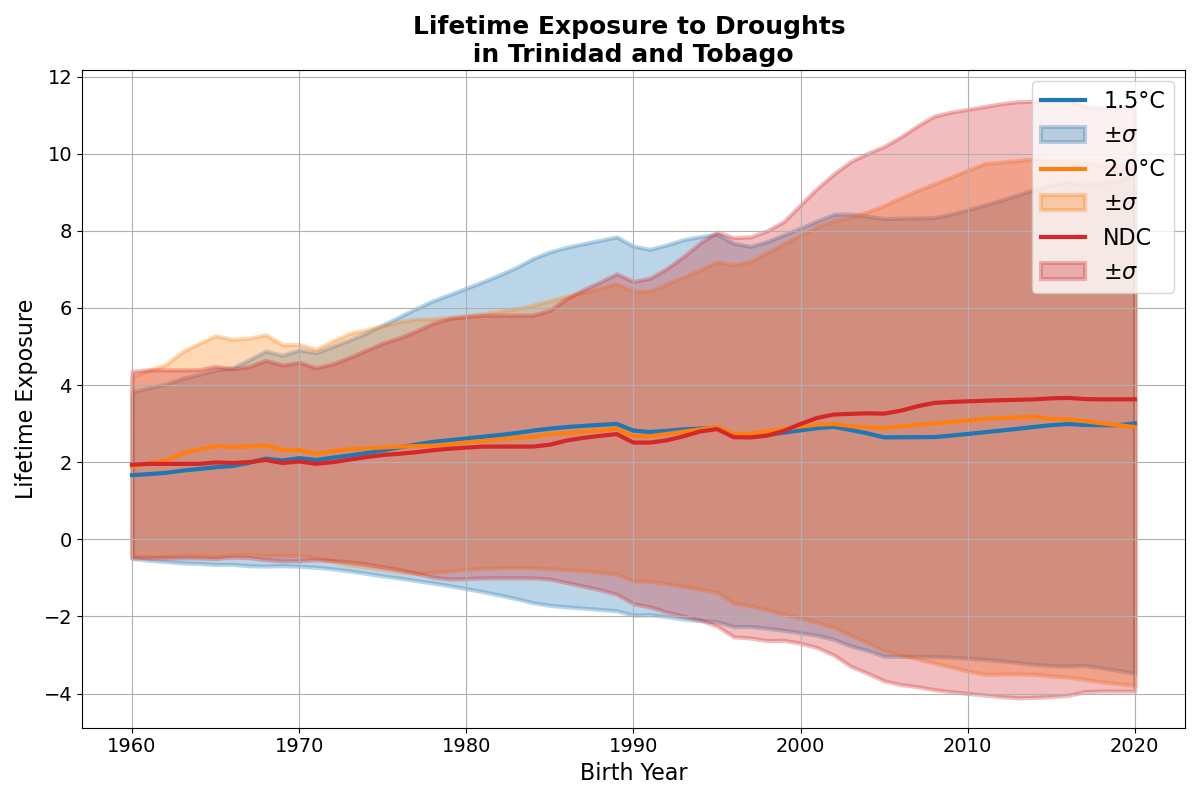 Lifetime Exposure to Droughts
in Trinidad and Tobago
Lifetime Exposure
12
10
8
6
4
2
0
−2
−4
1960
1970
1980
1990
2000
2010
2020
Birth Year
1.5°C
±σ
2.0°C
±σ
NDC
±σ